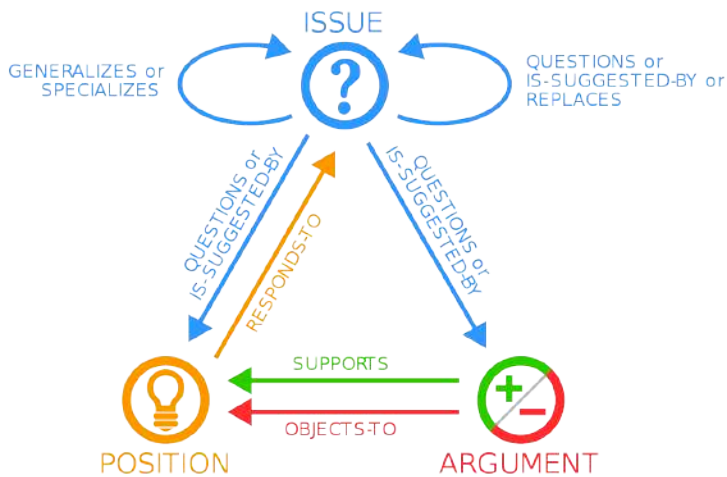 ISSUE
GENERALIZES or
SPECIALIZES
?
QUESTIONS or
IS-SUGGESTED-BY or
REPLACES
QUESTIONS or
IS-SUGGESTED-BY
RESPONDS-TO
QUESTIONS or
IS-SUGGESTED-BY
SUPPORTS
OBJECTS-TO
+
−
POSITION
ARGUMENT